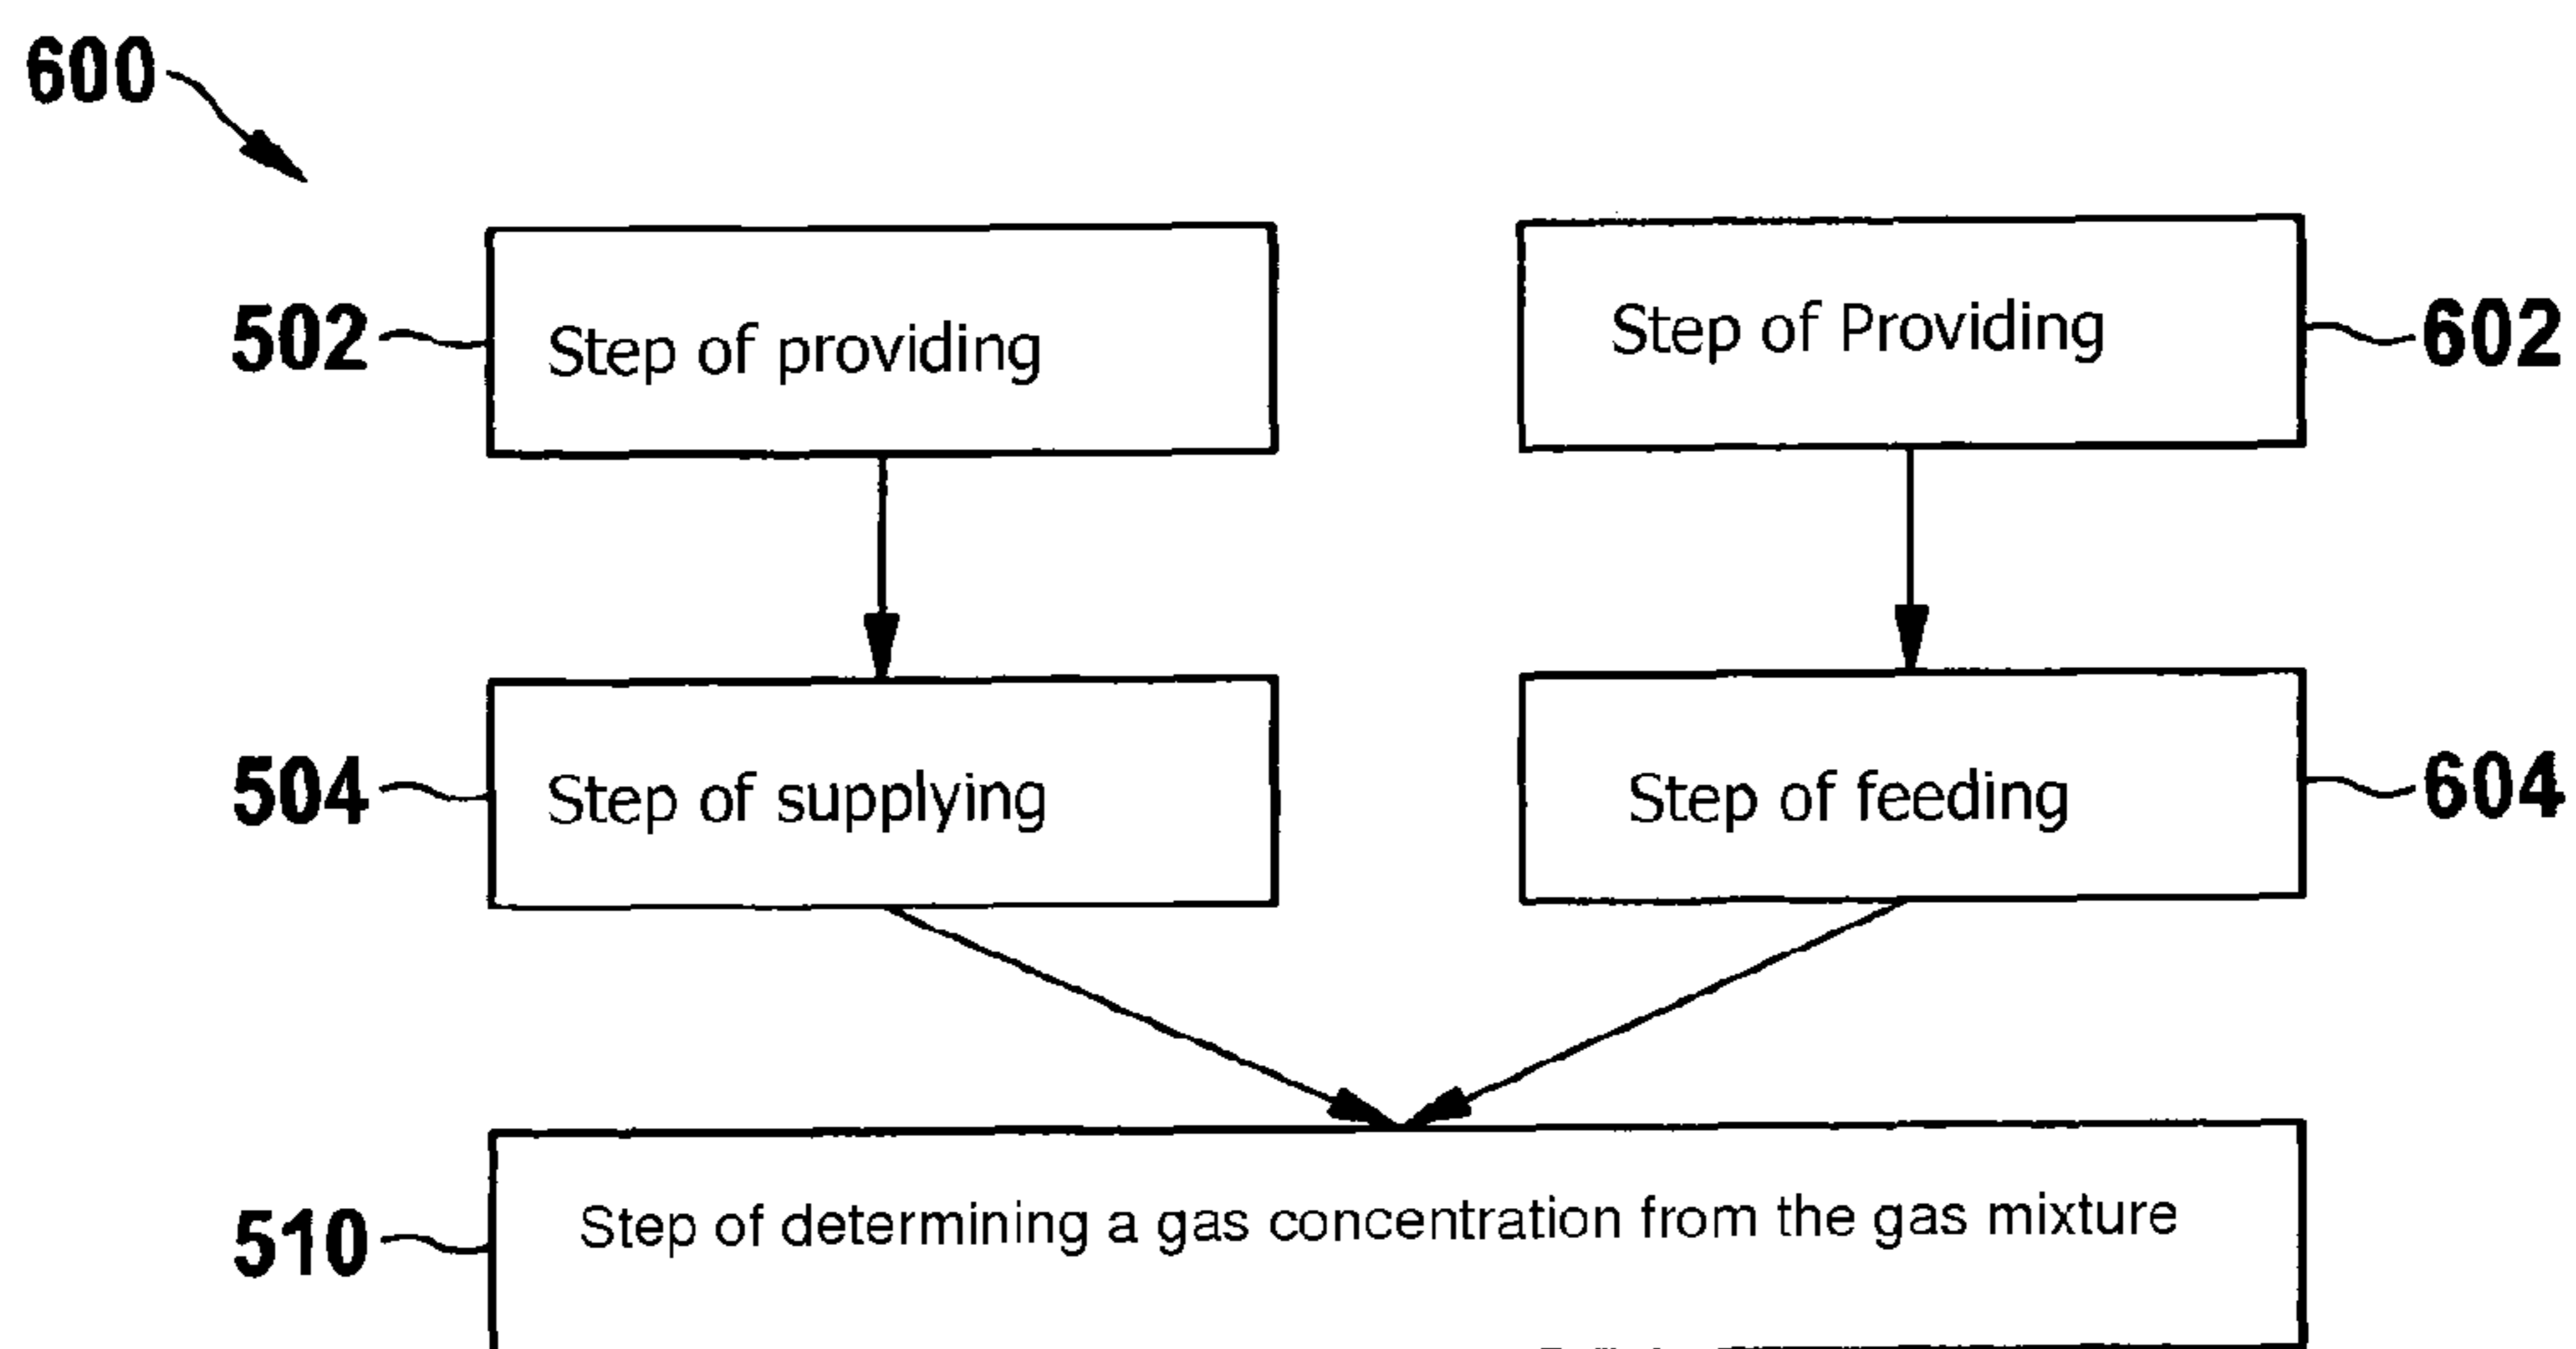 600
502
Step of providing
Step of Providing
602
504
Step of supplying
Step of feeding
604
510
Step of determining a gas concentration from the gas mixture